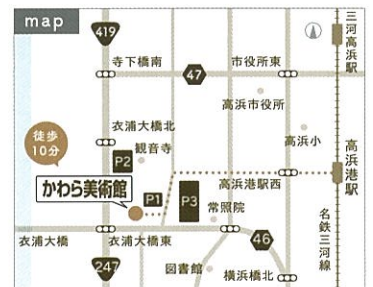 map
419
三河高浜駅
寺下橋南
市役所東
47
高浜市役所
衣浦大橋北
徒歩
10分
観音寺
高浜小
P2
高浜港駅西
高浜港駅
かわら美術館
P1
P3
常照院
名鉄三河線
衣浦大橋
衣浦大橋東
46
247
図書館
横浜橋北